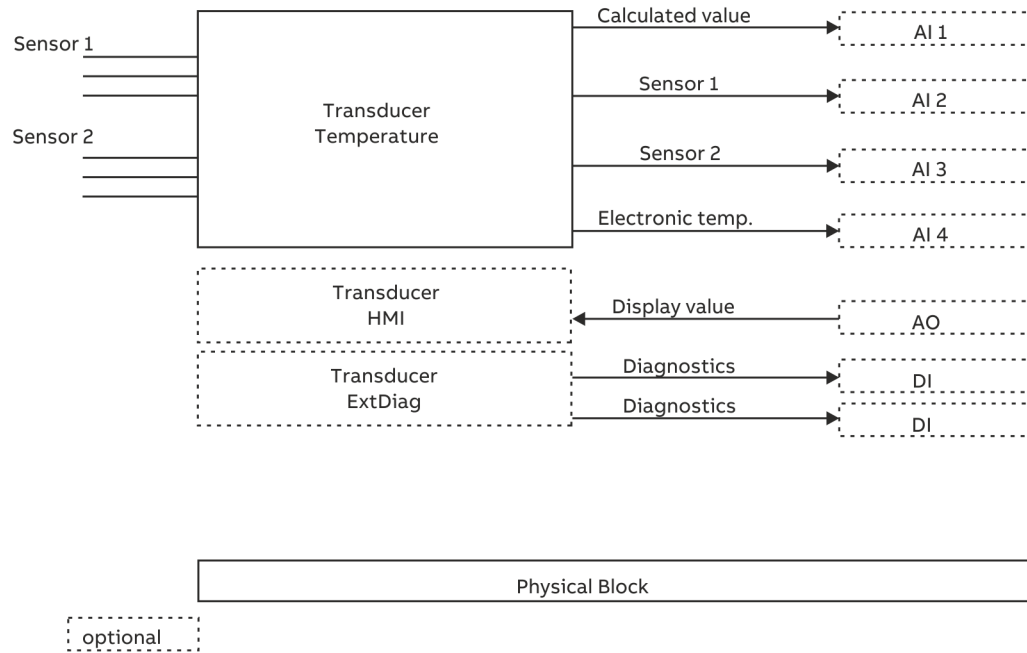 Sensor 1
Sensor 2
Transducer
Temperature
Calculated value
AI 1
Sensor 1
AI 2
Sensor 2
AI 3
Electronic temp.
AI 4
Transducer
HMI
Display value
AO
Transducer
ExtDiag
Diagnostics
DI
Diagnostics
DI
Physical Block
optional